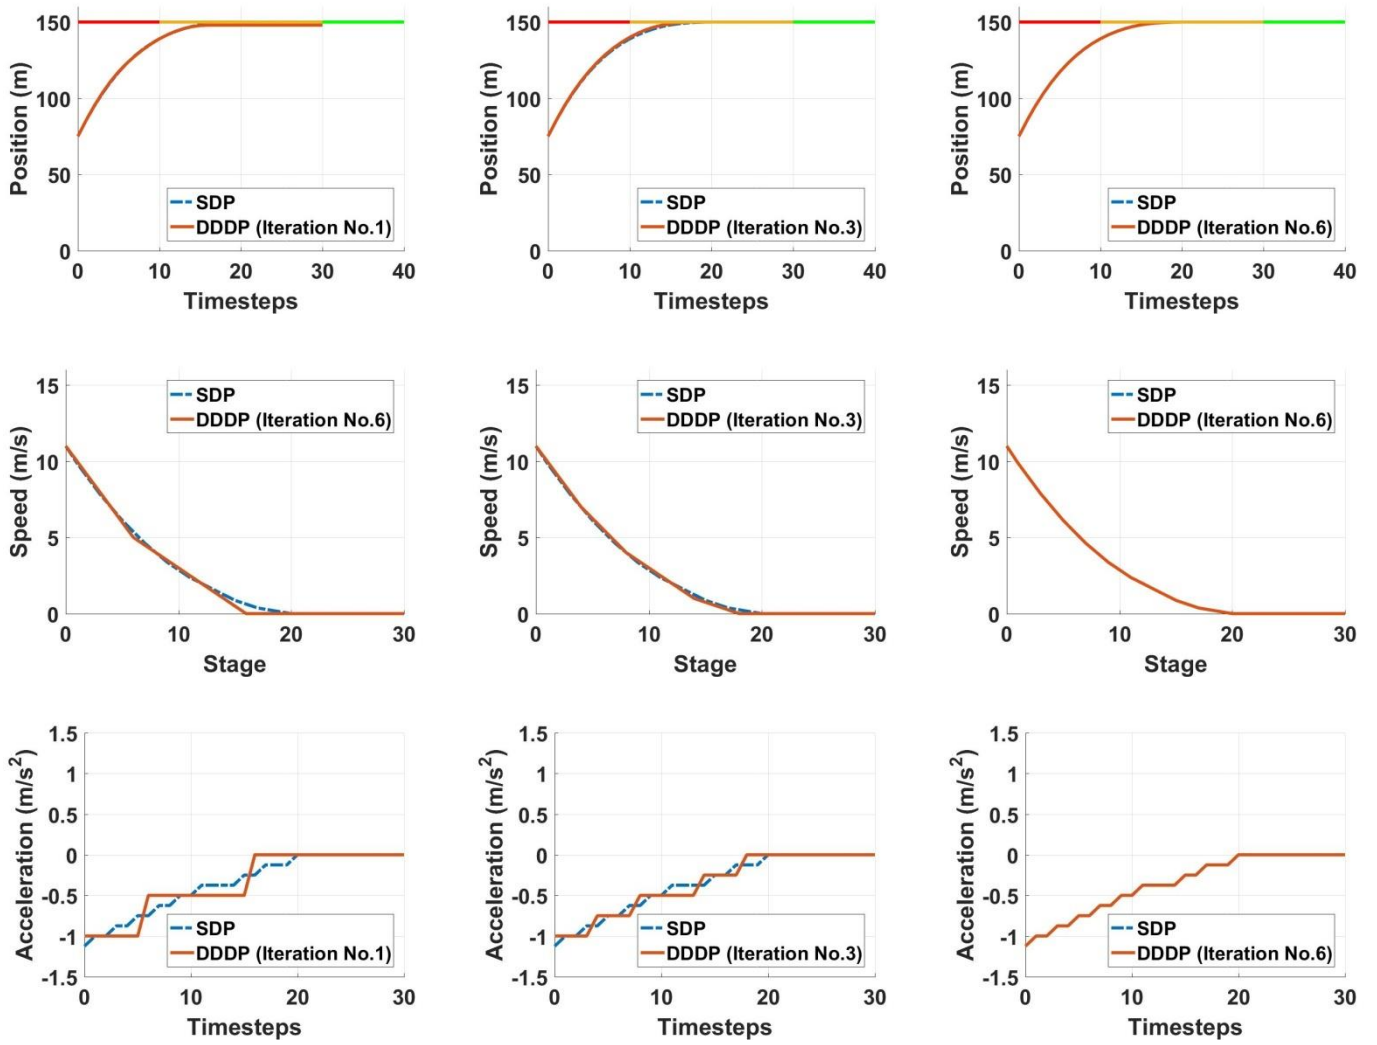 150
100
50
0
Position (m)
SDP
DDDP (Iteration No.1)
0 10 20 30 40
Timesteps
150
100
50
0
Position (m)
SDP
DDDP (Iteration No.3)
0 10 20 30 40
Timesteps
150
100
50
0
Position (m)
SDP
DDDP (Iteration No.6)
0 10 20 30 40
Timesteps
15
10
5
0
Speed (m/s)
SDP
DDDP (Iteration No.6)
0 10 20 30
Stage
15
10
5
0
Speed (m/s)
SDP
DDDP (Iteration No.3)
0 10 20 30
Stage
15
10
5
0
Speed (m/s)
SDP
DDDP (Iteration No.6)
0 10 20 30
Stage
1.5
1
0.5
0
-0.5
-1
-1.5
Acceleration (m/s²)
SDP
DDDP (Iteration No.1)
0 10 20 30
Timesteps
1.5
1
0.5
0
-0.5
-1
-1.5
Acceleration (m/s²)
SDP
DDDP (Iteration No.3)
0 10 20 30
Timesteps
1.5
1
0.5
0
-0.5
-1
-1.5
Acceleration (m/s²)
SDP
DDDP (Iteration No.6)
0 10 20 30
Timesteps